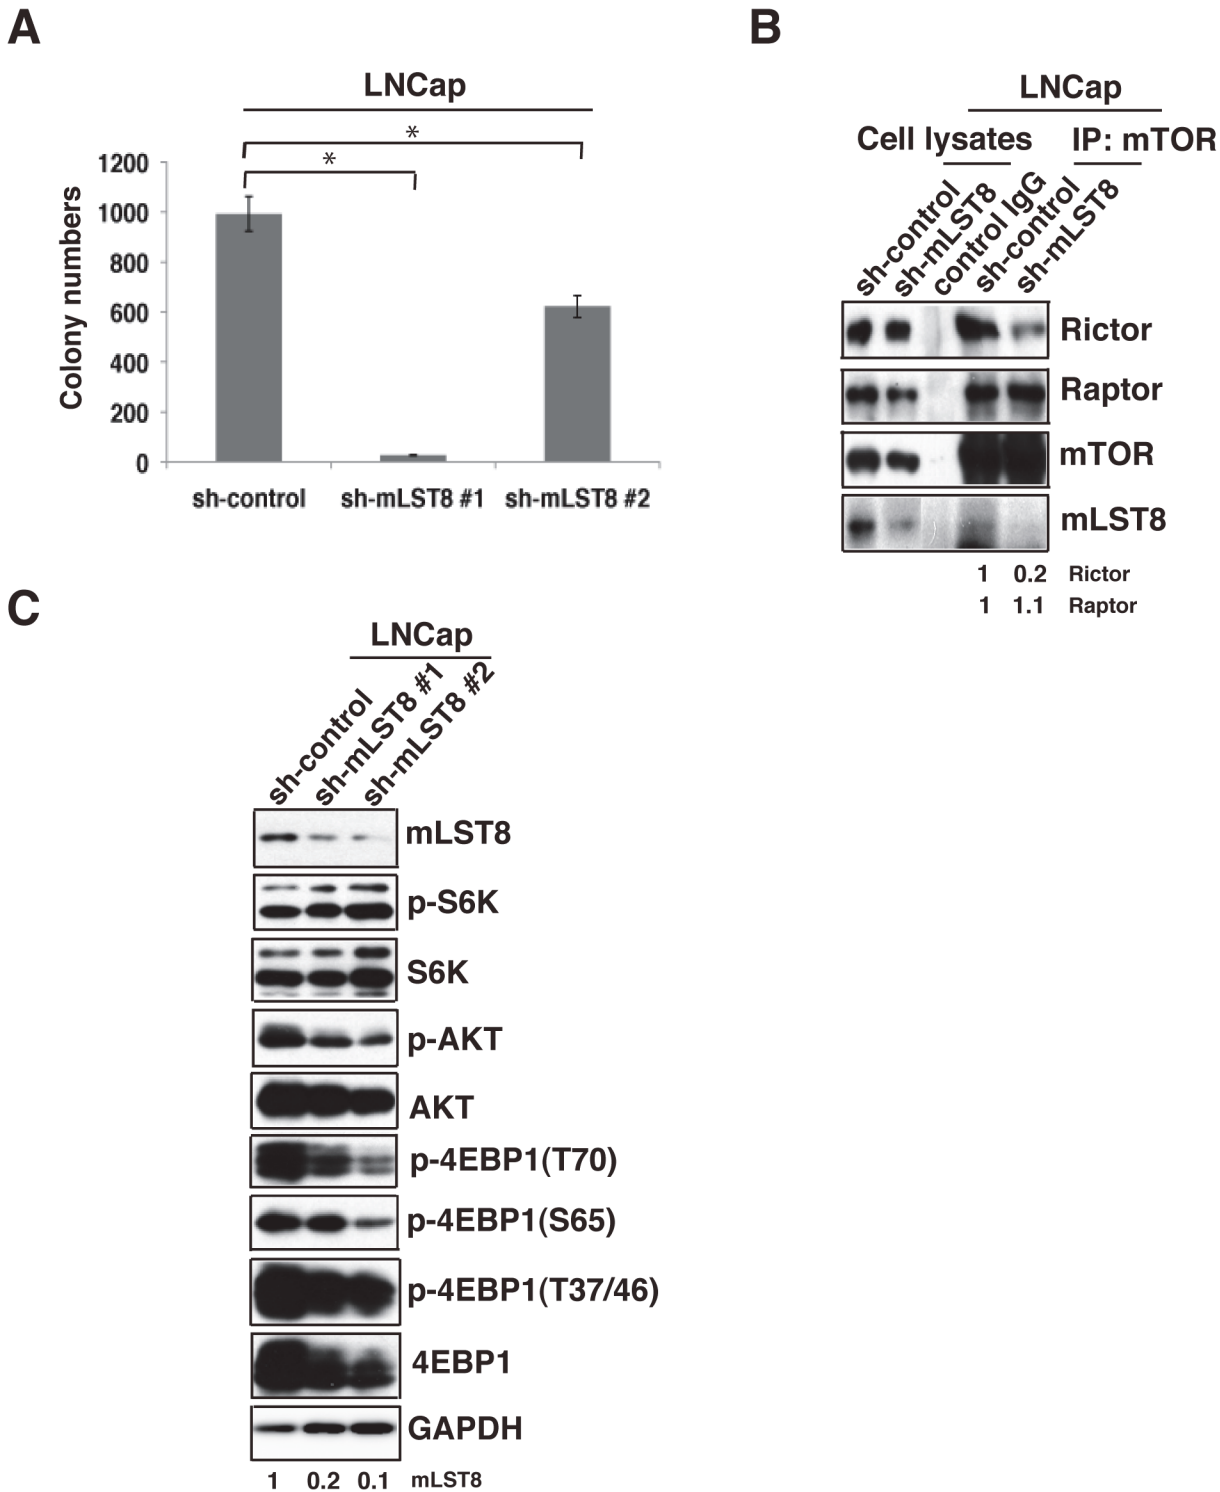 A
LNCap
*
*
Colony numbers
1200
1000
800
600
400
200
0
sh-control
sh-mLST8 #1
sh-mLST8 #2
B
LNCap
Cell lysates
IP: mTOR
sh-control
sh-mLST8
control IgG
sh-control
sh-mLST8
Rictor
Raptor
mTOR
mLST8
1 0.2 Rictor
1 1.1 Raptor
C
LNCap
sh-control
sh-mLST8 #1
sh-mLST8 #2
mLST8
p-S6K
S6K
p-AKT
AKT
p-4EBP1(T70)
p-4EBP1(S65)
p-4EBP1(T37/46)
4EBP1
GAPDH
1 0.2 0.1 mLST8